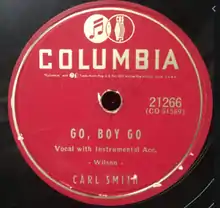 COLUMBIA
21266
GO, BOY GO
Vocal with Instrumental Acc.
- Wilson -
CARL SMITH